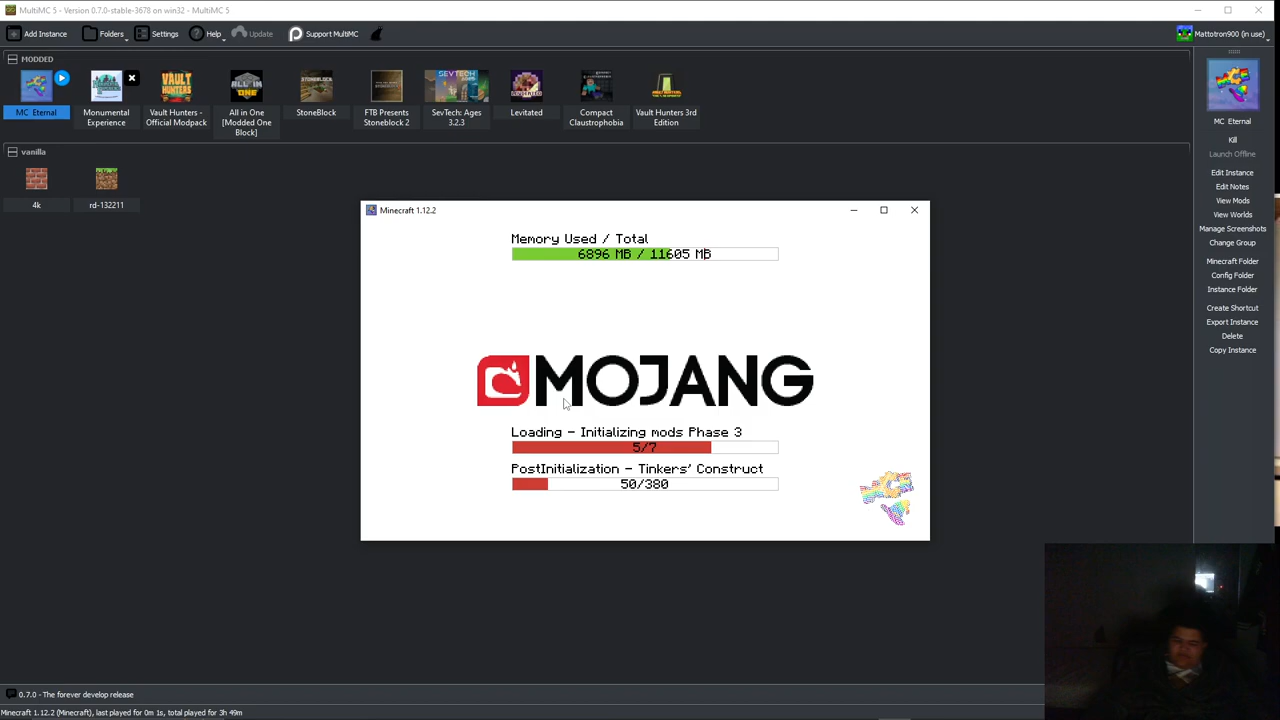 MultiMC 5 - Version 0.7.0-stable-3678 on win32 - MultiMC 5
Add Instance Folders Settings Help Update Support MultiMC Mattotron900 (in use)
MODDED
MC Eternal
Monumental
Experience
Vault Hunters -
Official Modpack
All in One
[Modded One
Block]
StoneBlock
FTB Presents
Stoneblock 2
SevTech: Ages
3.2.3
Levitated
Compact
Claustrophobia
Vault Hunters 3rd
Edition
vanilla
4k
rd-132211
Minecraft 1.12.2
Memory Used / Total
6896 MB / 11605 MB
MOJANG
Loading - Initializing mods Phase 3
5/7
PostInitialization - Tinkers' Construct
50/380
MC Eternal
Kill
Launch Offline
Edit Instance
Edit Notes
View Mods
View Worlds
Manage Screenshots
Change Group
Minecraft Folder
Config Folder
Instance Folder
Create Shortcut
Export Instance
Delete
Copy Instance
0.7.0 - The forever develop release
Minecraft 1.12.2 (Minecraft), last played for 0m 1s, total played for 3h 49m